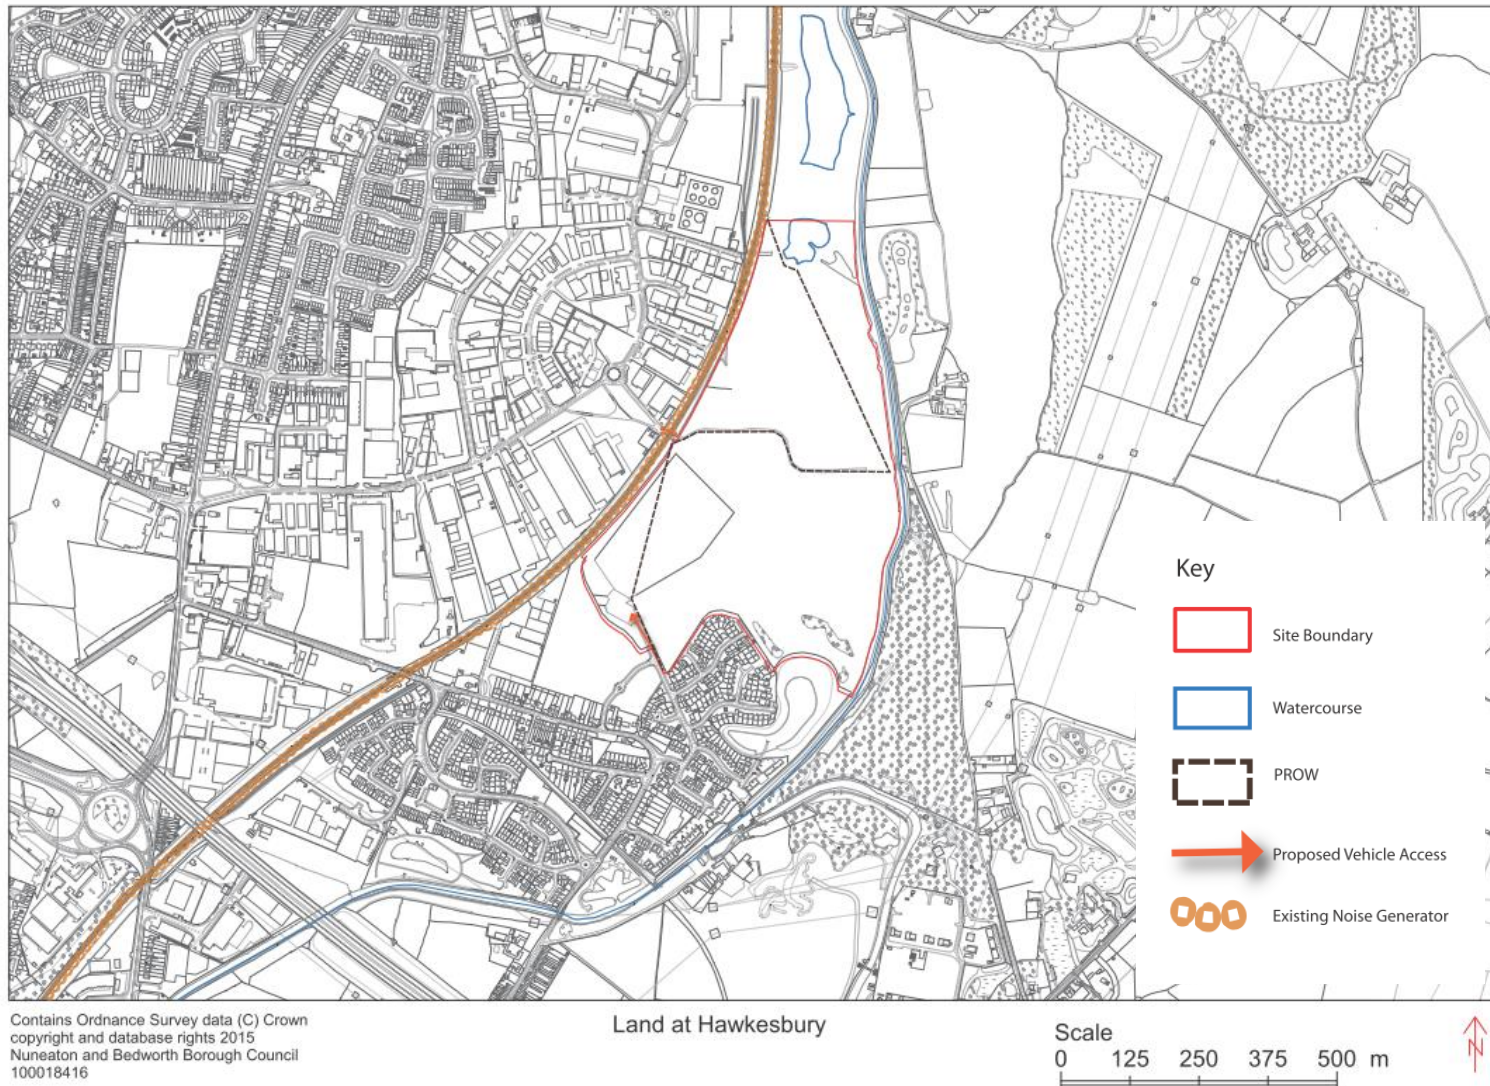 Key
Site Boundary
Watercourse
PROW
Proposed Vehicle Access
Existing Noise Generator
Contains Ordnance Survey data (C) Crown
copyright and database rights 2015
Nuneaton and Bedworth Borough Council
100018416
Land at Hawkesbury
Scale
0 125 250 375 500 m
N